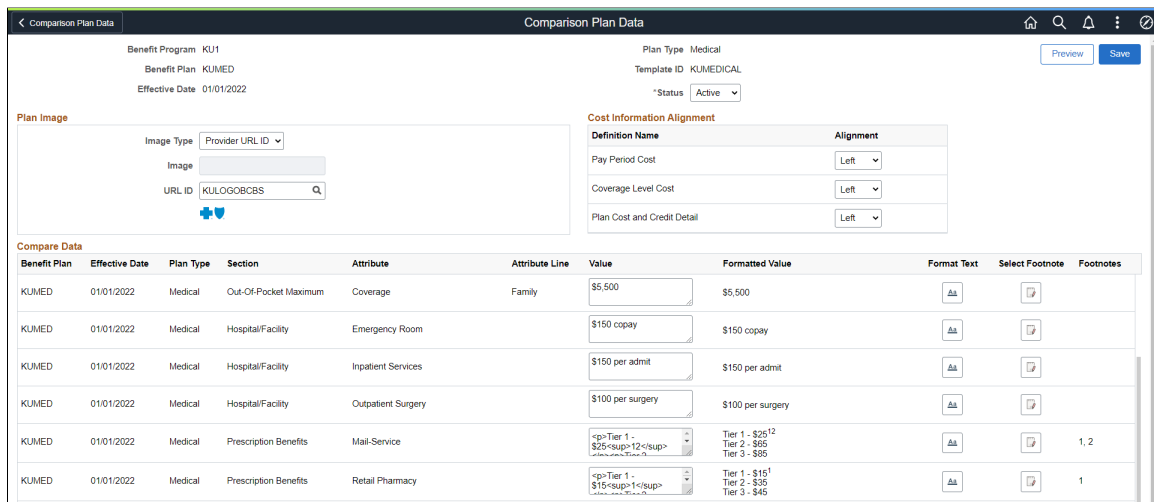 Comparison Plan Data
Comparison Plan Data
Benefit Program KU1
Plan Type Medical
Preview
Save
Benefit Plan KUMED
Template ID KUMEDICAL
Effective Date 01/01/2022
*Status Active
Plan Image
Cost Information Alignment
Image Type Provider URL ID
Definition Name Alignment
Image
Pay Period Cost Left
URL ID KULOGOBCBS
Coverage Level Cost Left
Plan Cost and Credit Detail Left
Compare Data
Benefit Plan Effective Date Plan Type Section Attribute Attribute Line Value Formatted Value Format Text Select Footnote Footnotes
KUMED 01/01/2022 Medical Out-Of-Pocket Maximum Coverage Family $5,500 $5,500 Aa
KUMED 01/01/2022 Medical Hospital/Facility Emergency Room $150 copay $150 copay Aa
KUMED 01/01/2022 Medical Hospital/Facility Inpatient Services $150 per admit $150 per admit Aa
KUMED 01/01/2022 Medical Hospital/Facility Outpatient Surgery $100 per surgery $100 per surgery Aa
KUMED 01/01/2022 Medical Prescription Benefits Mail-Service <p>Tier 1 - Tier 1 - $25¹² Aa 1, 2
$25<sup>12</sup> Tier 2 - $65
Tier 3 - $85
KUMED 01/01/2022 Medical Prescription Benefits Retail Pharmacy <p>Tier 1 - Tier 1 - $15¹ Aa 1
$15<sup>1</sup> Tier 2 - $35
Tier 3 - $45